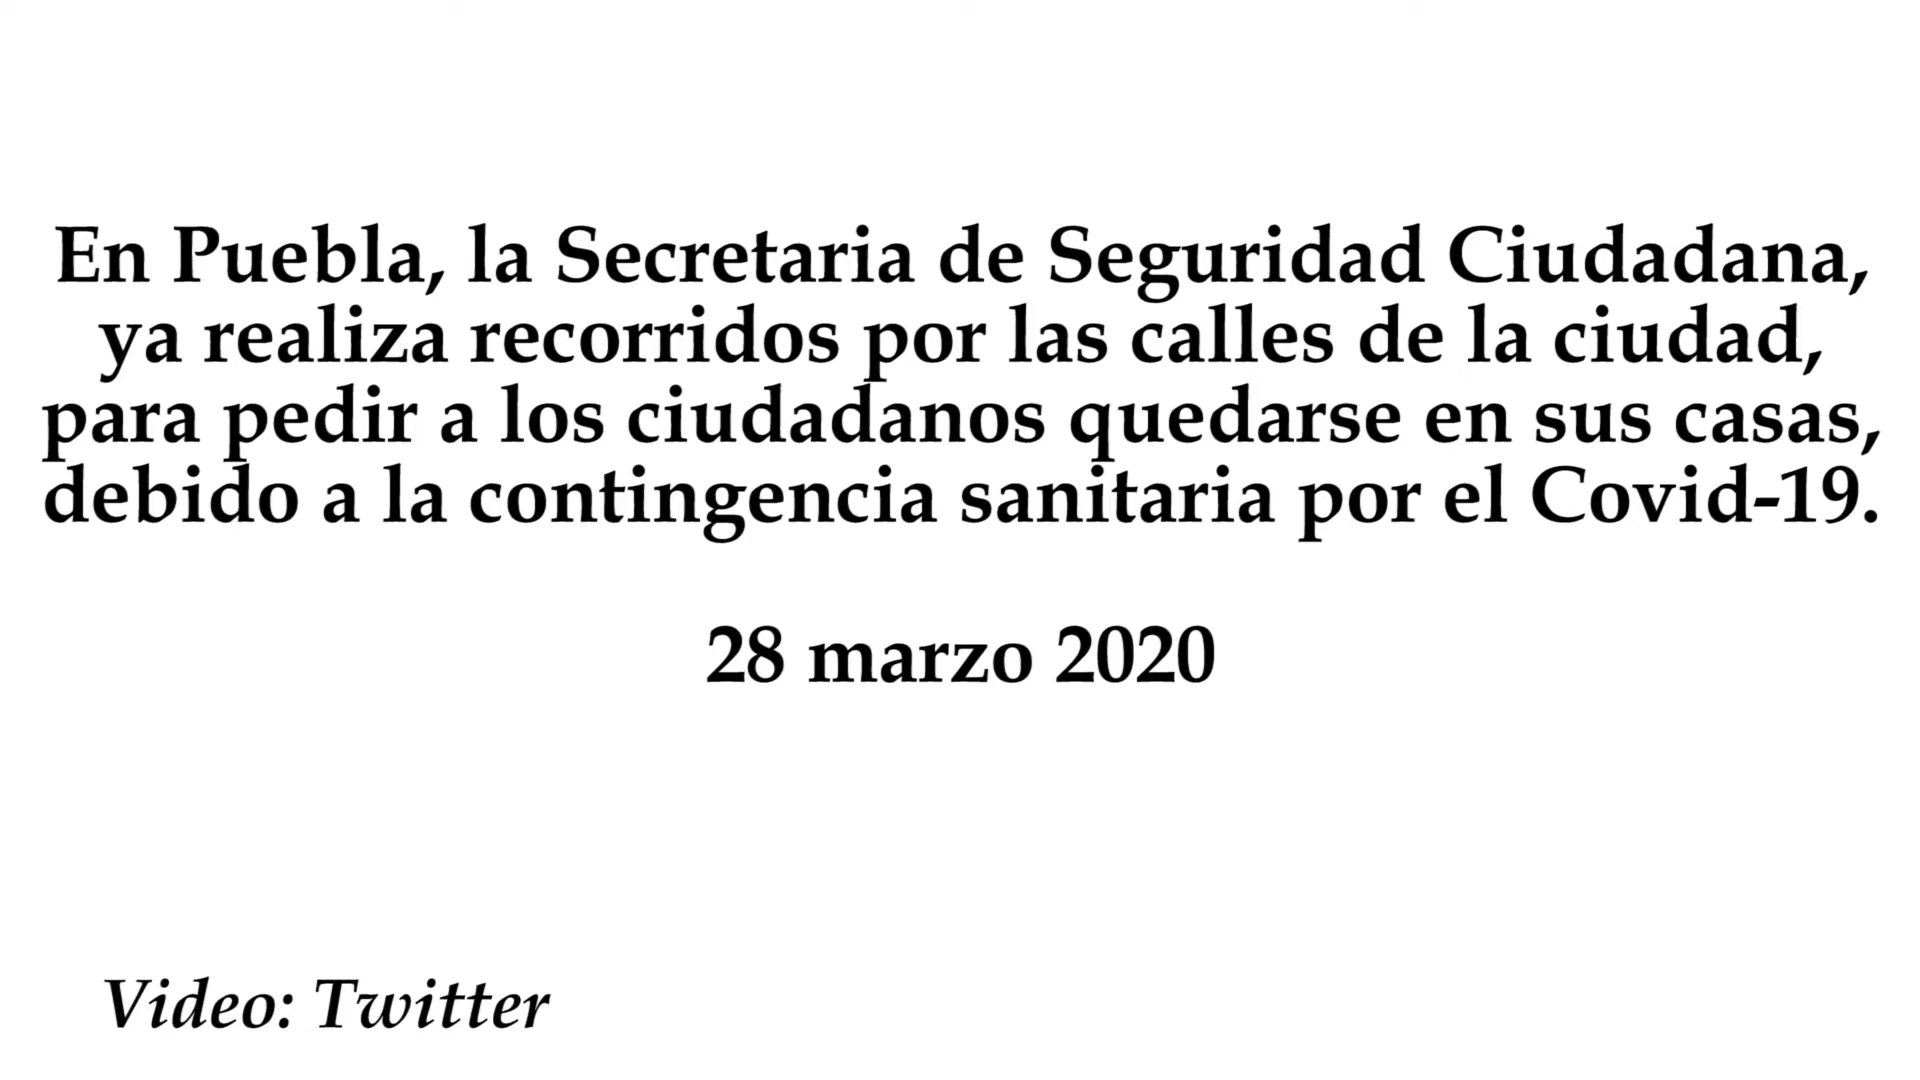 En Puebla, la Secretaria de Seguridad Ciudadana,
ya realiza recorridos por las calles de la ciudad,
para pedir a los ciudadanos quedarse en sus casas,
debido a la contingencia sanitaria por el Covid-19.
28 marzo 2020
Video: Twitter